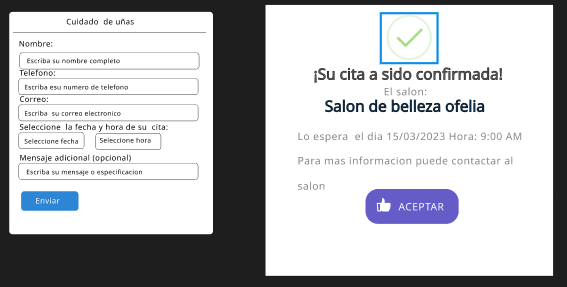 Cuidado de uñas
Nombre:
Escriba su nombre completo
Telefono:
Escriba esu numero de telefono
Correo:
Escriba su correo electronico
Seleccione la fecha y hora de su cita:
Seleccione fecha
Seleccione hora
Mensaje adicional (opcional)
Escriba su mensaje o especificacion
Enviar
¡Su cita a sido confirmada!
El salon:
Salon de belleza ofelia
Lo espera el dia 15/03/2023 Hora: 9:00 AM
Para mas informacion puede contactar al
salon
ACEPTAR